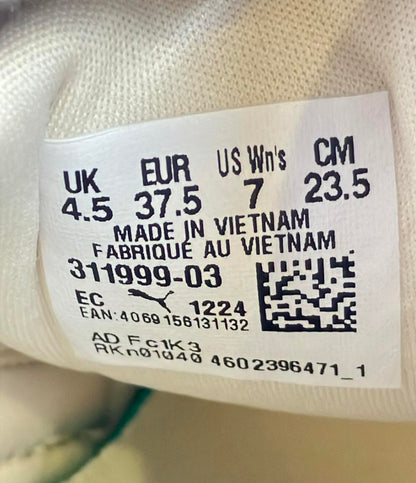 UK EUR US Wn's CM
4.5 37.5 7 23.5
MADE IN VIETNAM
FABRIQUÉ AU VIETNAM
311999-03
EC 1224
EAN:4069156131132
AD Fc1K3
RKn01040 4602396471_1